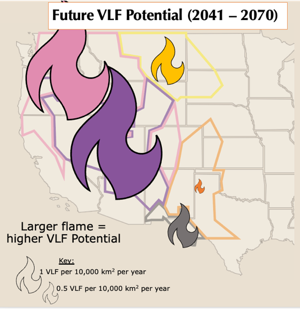 Future VLF Potential (2041 – 2070)
Larger flame =
higher VLF Potential
Key:
1 VLF per 10,000 km² per year
0.5 VLF per 10,000 km² per year